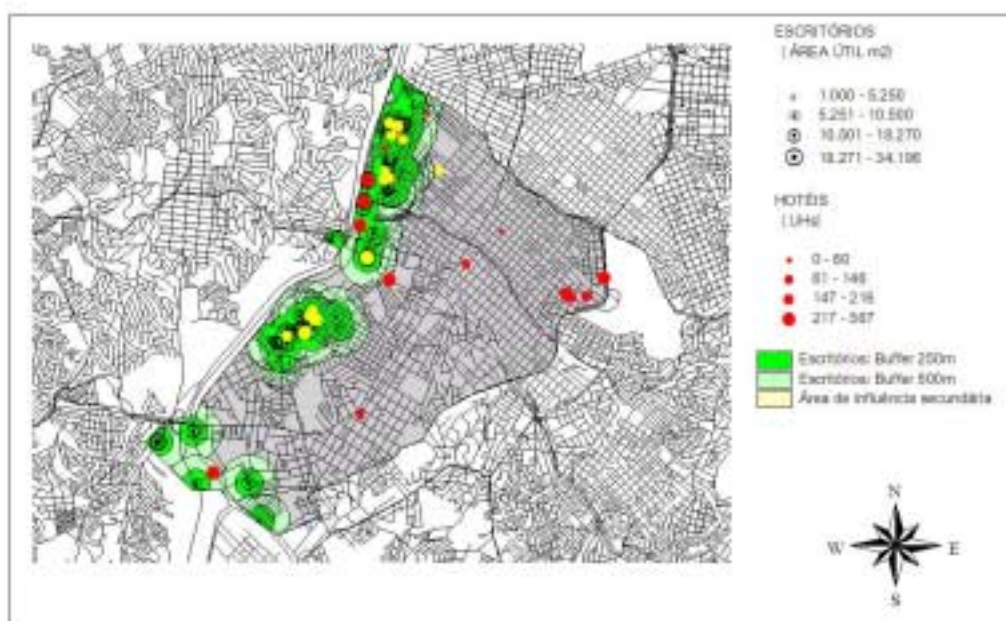 ESCRITÓRIOS
(ÁREA ÚTIL m2)
1.000 - 5.250
5.251 - 10.500
10.501 - 18.270
18.271 - 34.196
HOTÉIS
(UHs)
0 - 60
61 - 146
147 - 216
217 - 387
Escritórios: Buffer 250m
Escritórios: Buffer 500m
Área de influência secundária
N
W E
S